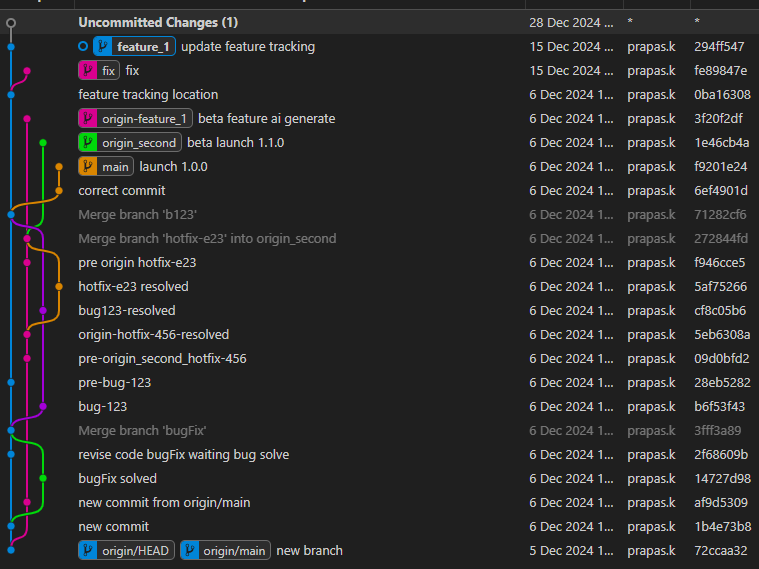 Uncommitted Changes (1) 28 Dec 2024 ... * *
feature_1 update feature tracking 15 Dec 2024 ... prapas.k 294ff547
fix fix 15 Dec 2024 ... prapas.k fe89847e
feature tracking location 6 Dec 2024 1... prapas.k 0ba16308
origin-feature_1 beta feature ai generate 6 Dec 2024 1... prapas.k 3f20f2df
origin_second beta launch 1.1.0 6 Dec 2024 1... prapas.k 1e46cb4a
main launch 1.0.0 6 Dec 2024 1... prapas.k f9201e24
correct commit 6 Dec 2024 1... prapas.k 6ef4901d
Merge branch 'b123' 6 Dec 2024 1... prapas.k 71282cf6
Merge branch 'hotfix-e23' into origin_second 6 Dec 2024 1... prapas.k 272844fd
pre origin hotfix-e23 6 Dec 2024 1... prapas.k f946cce5
hotfix-e23 resolved 6 Dec 2024 1... prapas.k 5af75266
bug123-resolved 6 Dec 2024 1... prapas.k cf8c05b6
origin-hotfix-456-resolved 6 Dec 2024 1... prapas.k 5eb6308a
pre-origin_second_hotfix-456 6 Dec 2024 1... prapas.k 09d0bfd2
pre-bug-123 6 Dec 2024 1... prapas.k 28eb5282
bug-123 6 Dec 2024 1... prapas.k b6f53f43
Merge branch 'bugFix' 6 Dec 2024 1... prapas.k 3fff3a89
revise code bugFix waiting bug solve 6 Dec 2024 1... prapas.k 2f68609b
bugFix solved 6 Dec 2024 1... prapas.k 14727d98
new commit from origin/main 6 Dec 2024 1... prapas.k af9d5309
new commit 6 Dec 2024 1... prapas.k 1b4e73b8
origin/HEAD origin/main new branch 5 Dec 2024 1... prapas.k 72ccaa32